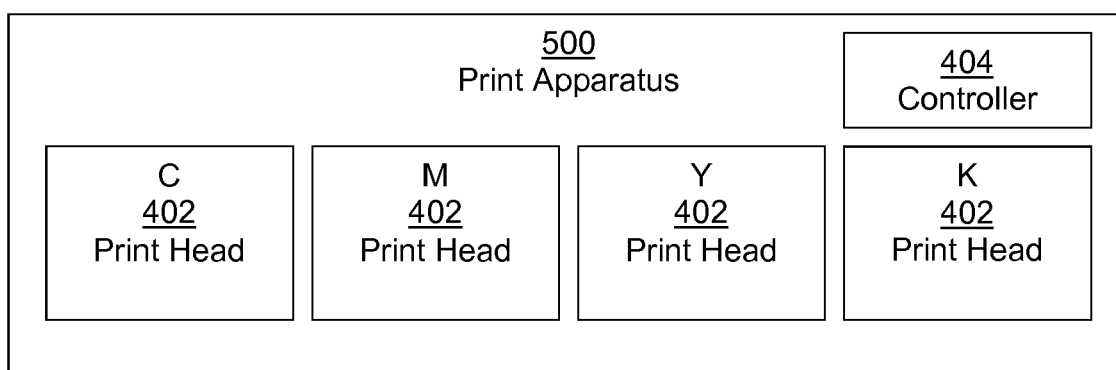 500
Print Apparatus
404
Controller
C
402
Print Head
M
402
Print Head
Y
402
Print Head
K
402
Print Head